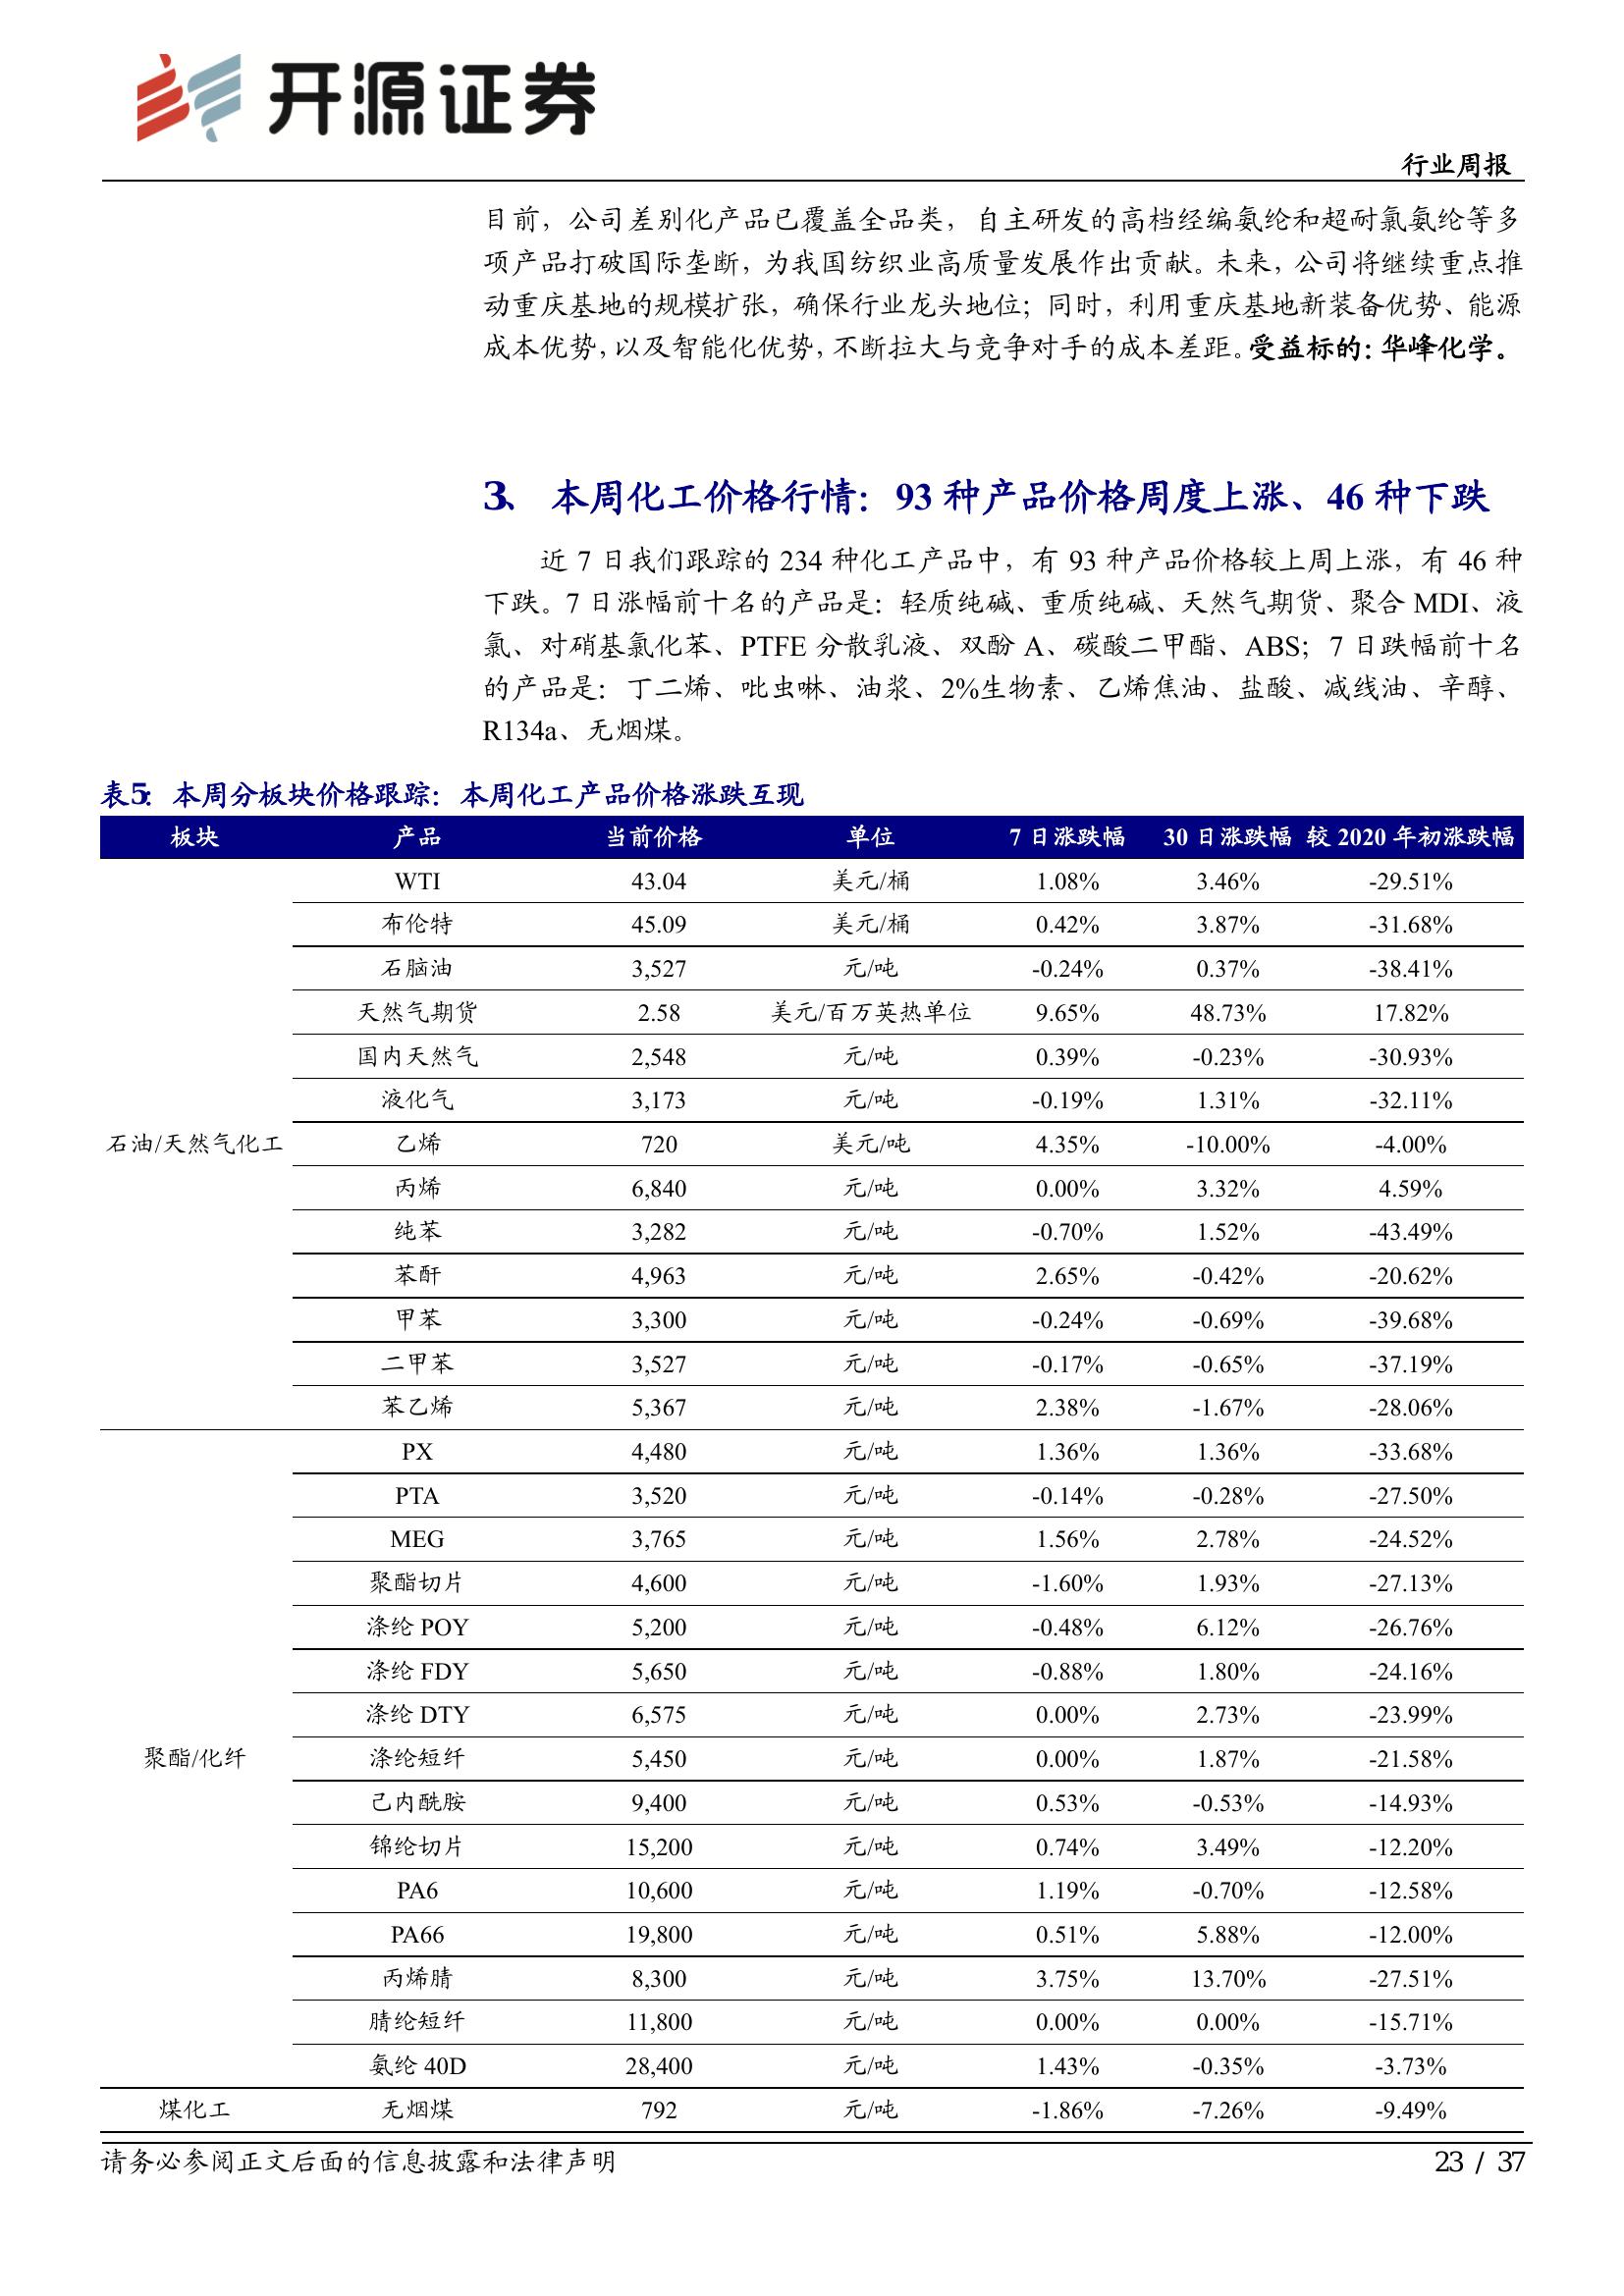 开源证券
行业周报
目前，公司差别化产品已覆盖全品类，自主研发的高档经编氨纶和超耐氯氨纶等多
项产品打破国际垄断，为我国纺织业高质量发展作出贡献。未来，公司将继续重点推
动重庆基地的规模扩张，确保行业龙头地位；同时，利用重庆基地新装备优势、能源
成本优势，以及智能化优势，不断拉大与竞争对手的成本差距。受益标的：华峰化学。
3、 本周化工价格行情：93 种产品价格周度上涨、46 种下跌
近 7 日我们跟踪的 234 种化工产品中，有 93 种产品价格较上周上涨，有 46 种
下跌。7 日涨幅前十名的产品是：轻质纯碱、重质纯碱、天然气期货、聚合 MDI、液
氯、对硝基氯化苯、PTFE 分散乳液、双酚 A、碳酸二甲酯、ABS；7 日跌幅前十名
的产品是：丁二烯、吡虫啉、油浆、2%生物素、乙烯焦油、盐酸、减线油、辛醇、
R134a、无烟煤。
表5：本周分板块价格跟踪：本周化工产品价格涨跌互现
板块 产品 当前价格 单位 7 日涨跌幅 30 日涨跌幅 较 2020 年初涨跌幅
WTI 43.04 美元/桶 1.08% 3.46% -29.51%
布伦特 45.09 美元/桶 0.42% 3.87% -31.68%
石脑油 3,527 元/吨 -0.24% 0.37% -38.41%
天然气期货 2.58 美元/百万英热单位 9.65% 48.73% 17.82%
国内天然气 2,548 元/吨 0.39% -0.23% -30.93%
液化气 3,173 元/吨 -0.19% 1.31% -32.11%
石油/天然气化工 乙烯 720 美元/吨 4.35% -10.00% -4.00%
丙烯 6,840 元/吨 0.00% 3.32% 4.59%
纯苯 3,282 元/吨 -0.70% 1.52% -43.49%
苯酐 4,963 元/吨 2.65% -0.42% -20.62%
甲苯 3,300 元/吨 -0.24% -0.69% -39.68%
二甲苯 3,527 元/吨 -0.17% -0.65% -37.19%
苯乙烯 5,367 元/吨 2.38% -1.67% -28.06%
PX 4,480 元/吨 1.36% 1.36% -33.68%
PTA 3,520 元/吨 -0.14% -0.28% -27.50%
MEG 3,765 元/吨 1.56% 2.78% -24.52%
聚酯切片 4,600 元/吨 -1.60% 1.93% -27.13%
涤纶 POY 5,200 元/吨 -0.48% 6.12% -26.76%
涤纶 FDY 5,650 元/吨 -0.88% 1.80% -24.16%
涤纶 DTY 6,575 元/吨 0.00% 2.73% -23.99%
聚酯/化纤 涤纶短纤 5,450 元/吨 0.00% 1.87% -21.58%
己内酰胺 9,400 元/吨 0.53% -0.53% -14.93%
锦纶切片 15,200 元/吨 0.74% 3.49% -12.20%
PA6 10,600 元/吨 1.19% -0.70% -12.58%
PA66 19,800 元/吨 0.51% 5.88% -12.00%
丙烯腈 8,300 元/吨 3.75% 13.70% -27.51%
腈纶短纤 11,800 元/吨 0.00% 0.00% -15.71%
氨纶 40D 28,400 元/吨 1.43% -0.35% -3.73%
煤化工 无烟煤 792 元/吨 -1.86% -7.26% -9.49%
请务必参阅正文后面的信息披露和法律声明 23 / 37